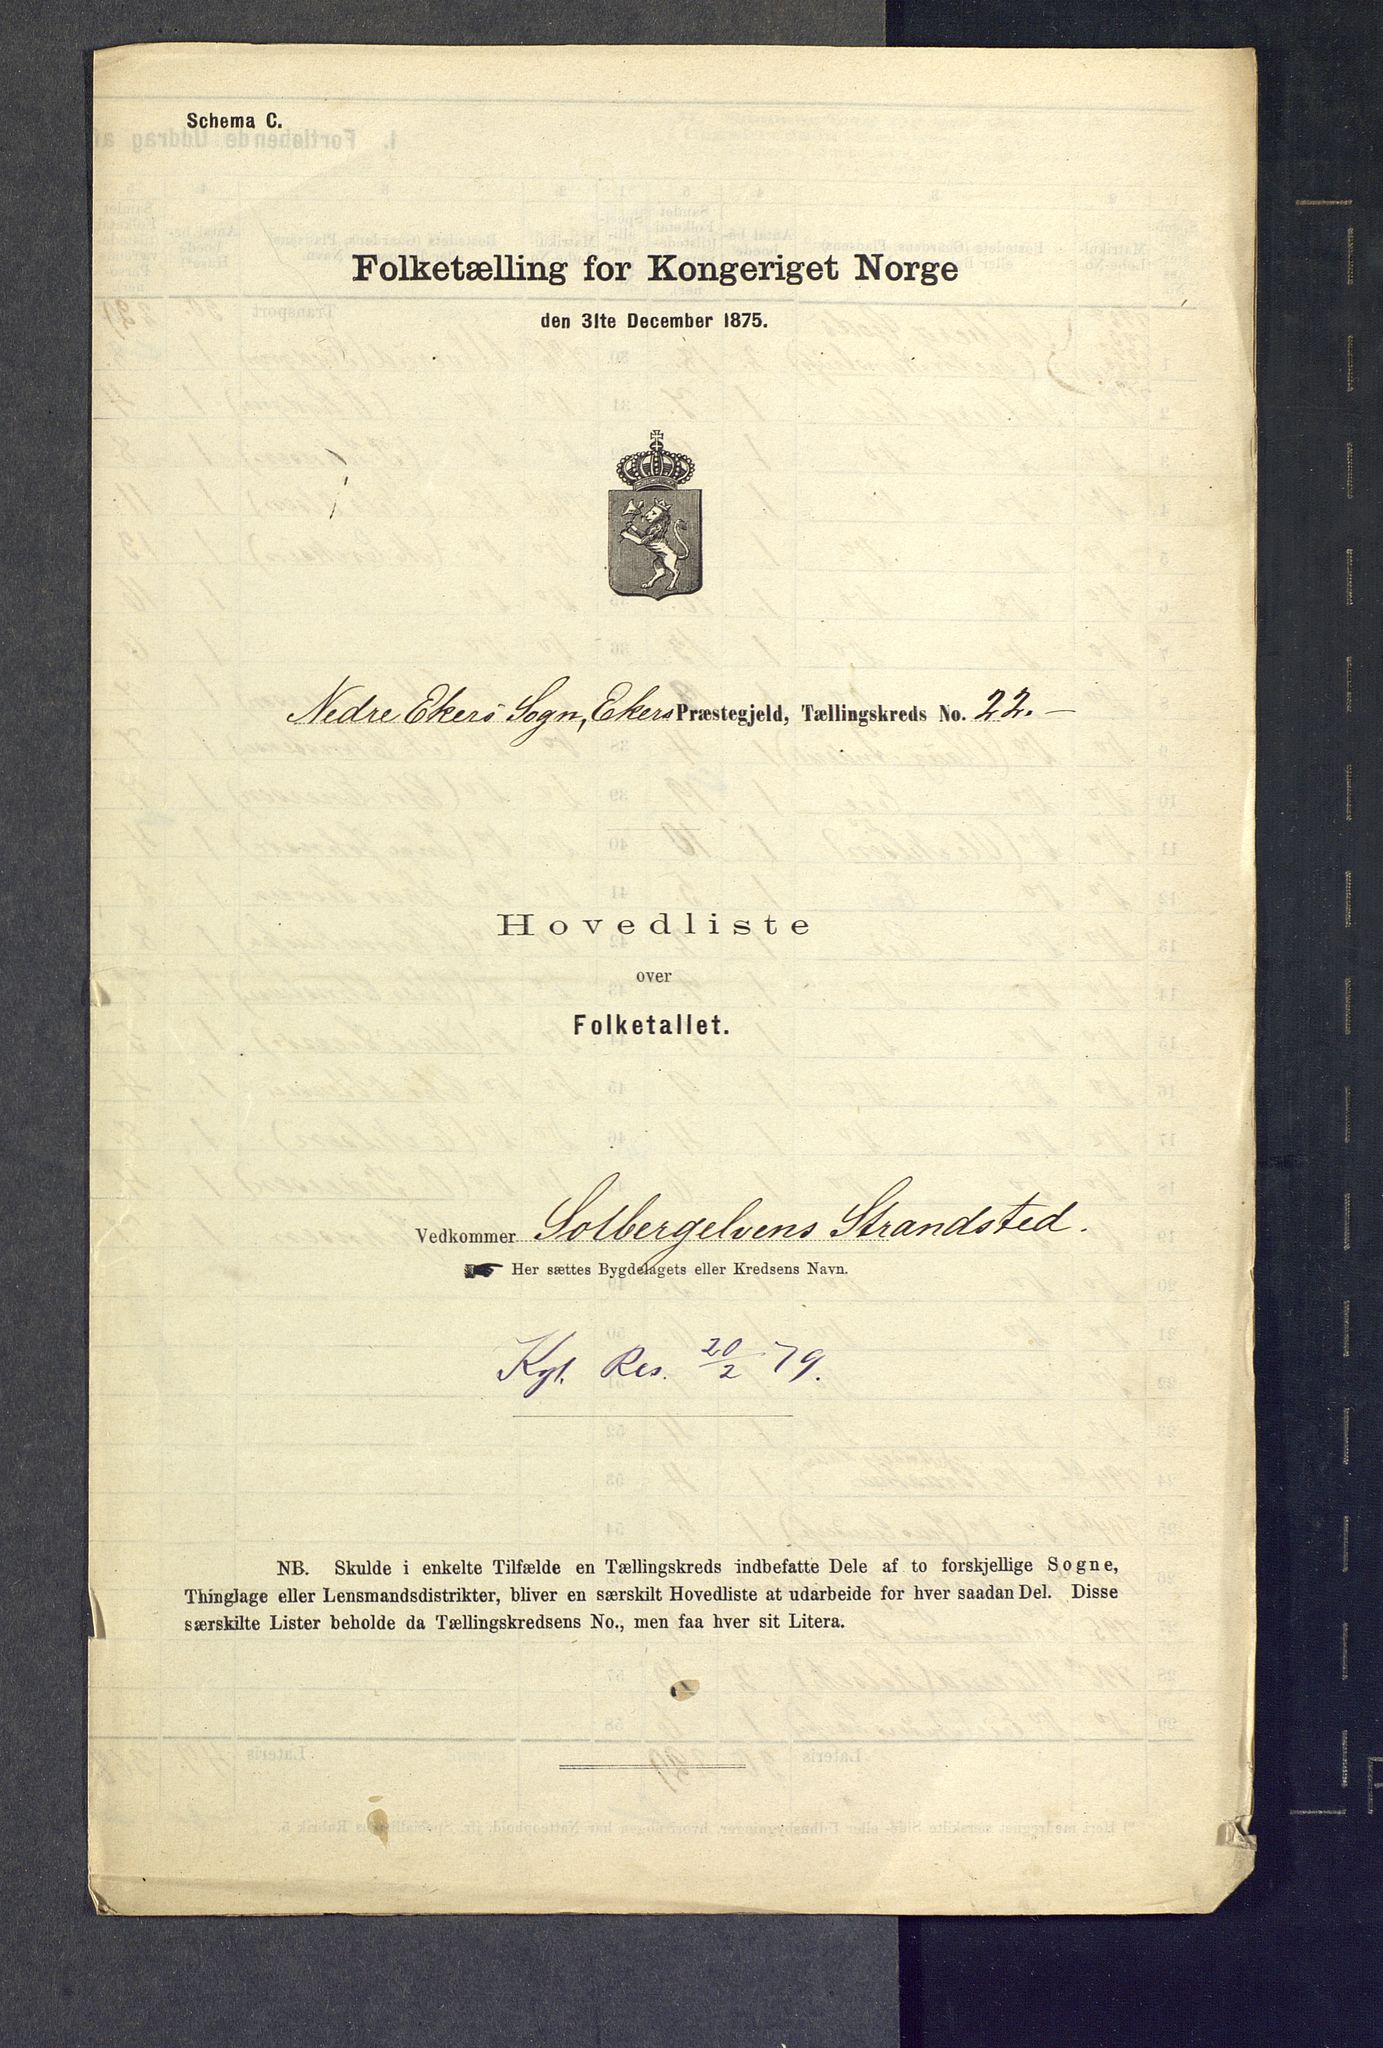 Schema C.
Folketælling for Kongeriget Norge
den 31te December 1875.
Nedre Ekers Sogn, Ekers Præstegjeld, Tællingskreds No. 22.-
Hovedliste
over
Folketallet.
Vedkommer Solbergelvens Strandsted.
Her sættes Bygdelagets eller Kredsens Navn.
Kgl. Res. 20/2 79.
NB. Skulde i enkelte Tilfælde en Tællingskreds indbefatte Dele af to forskjellige Sogne,
Thinglage eller Lensmandsdistrikter, bliver en særskilt Hovedliste at udarbeide for hver saadan Del. Disse
særskilte Lister beholde da Tællingskredsens No., men faa hver sit Litera.